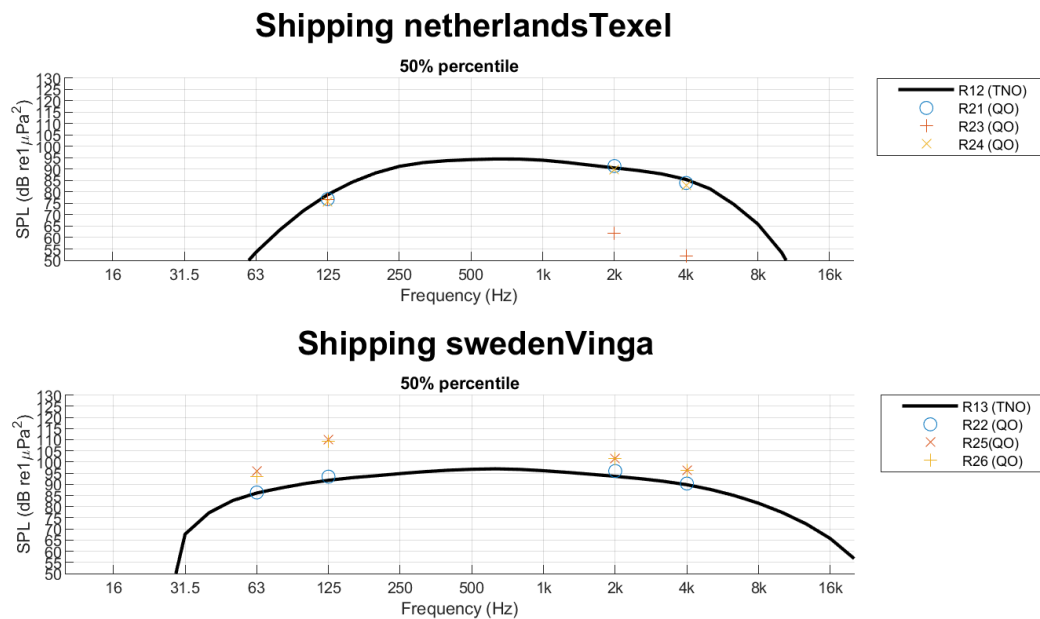 Shipping netherlandsTexel
50% percentile
130
125
120
115
110
105
100
95
90
85
80
75
70
65
60
55
50
SPL (dB re1μPa²)
16 31.5 63 125 250 500 1k 2k 4k 8k 16k
Frequency (Hz)
R12 (TNO)
R21 (QO)
R23 (QO)
R24 (QO)
Shipping swedenVinga
50% percentile
130
125
120
115
110
105
100
95
90
85
80
75
70
65
60
55
50
SPL (dB re1μPa²)
16 31.5 63 125 250 500 1k 2k 4k 8k 16k
Frequency (Hz)
R13 (TNO)
R22 (QO)
R25(QO)
R26 (QO)